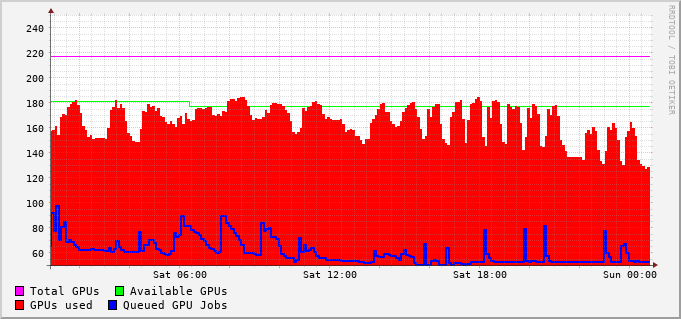 240
220
200
180
160
140
120
100
80
60
Sat 06:00 Sat 12:00 Sat 18:00 Sun 00:00
Total GPUs Available GPUs
GPUs used Queued GPU Jobs
RRDTOOL / TOBI OETIKER